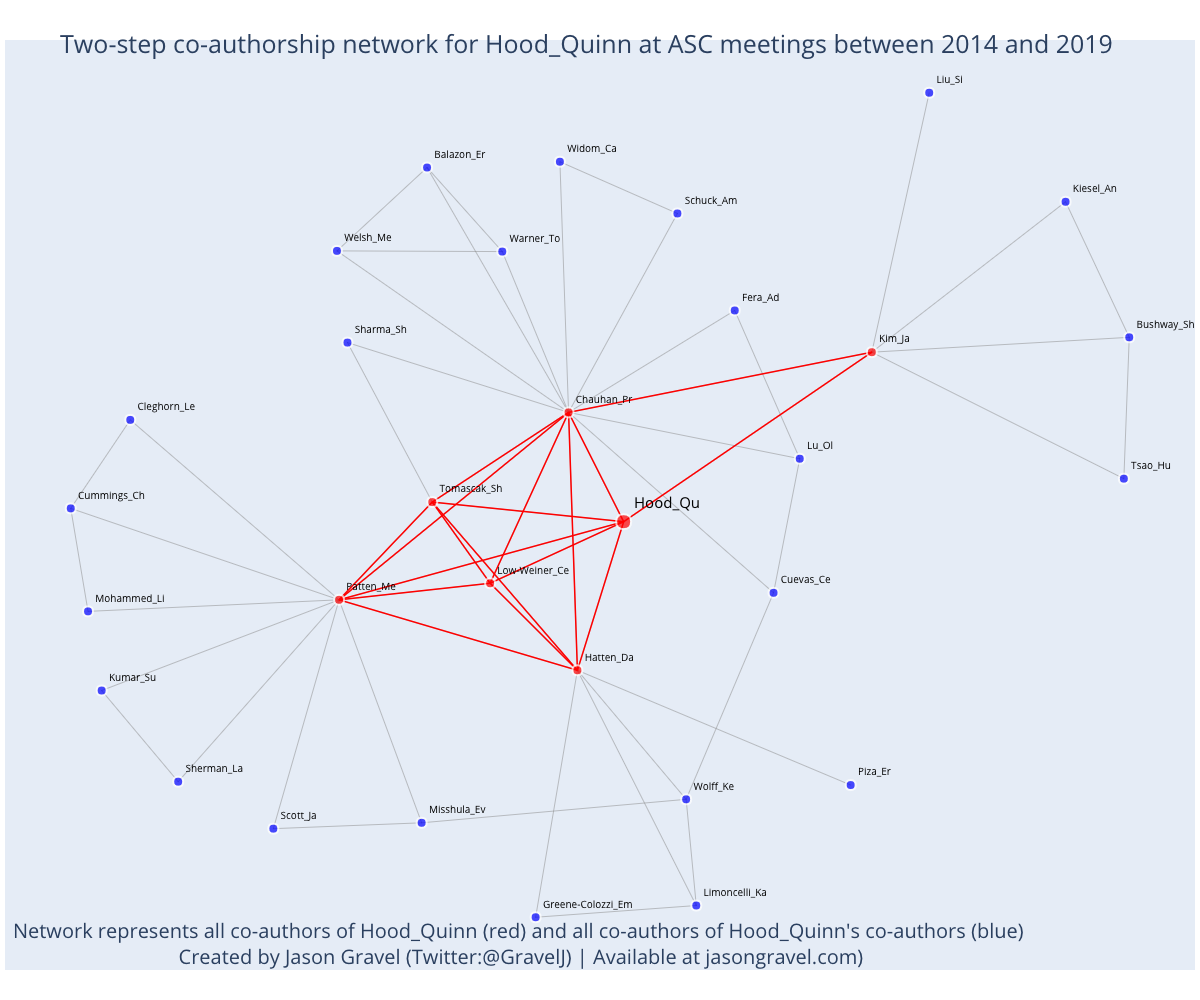 Two-step co-authorship network for Hood_Quinn at ASC meetings between 2014 and 2019
Liu_Si
Balazon_Er
Widom_Ca
Kiesel_An
Schuck_Am
Welsh_Me
Warner_To
Fera_Ad
Bushway_Sh
Sharma_Sh
Kim_Ja
Chauhan_Pr
Cleghorn_Le
Lu_Ol
Tsao_Hu
Tomascak_Sh
Cummings_Ch
Hood_Qu
Low-Weiner_Ce
Cuevas_Ce
Patten_Me
Mohammed_Li
Hatten_Da
Kumar_Su
Sherman_La
Piza_Er
Wolff_Ke
Misshula_Ev
Scott_Ja
Limoncelli_Ka
Greene-Colozzi_Em
Network represents all co-authors of Hood_Quinn (red) and all co-authors of Hood_Quinn's co-authors (blue)
Created by Jason Gravel (Twitter:@GravelJ) | Available at jasongravel.com)